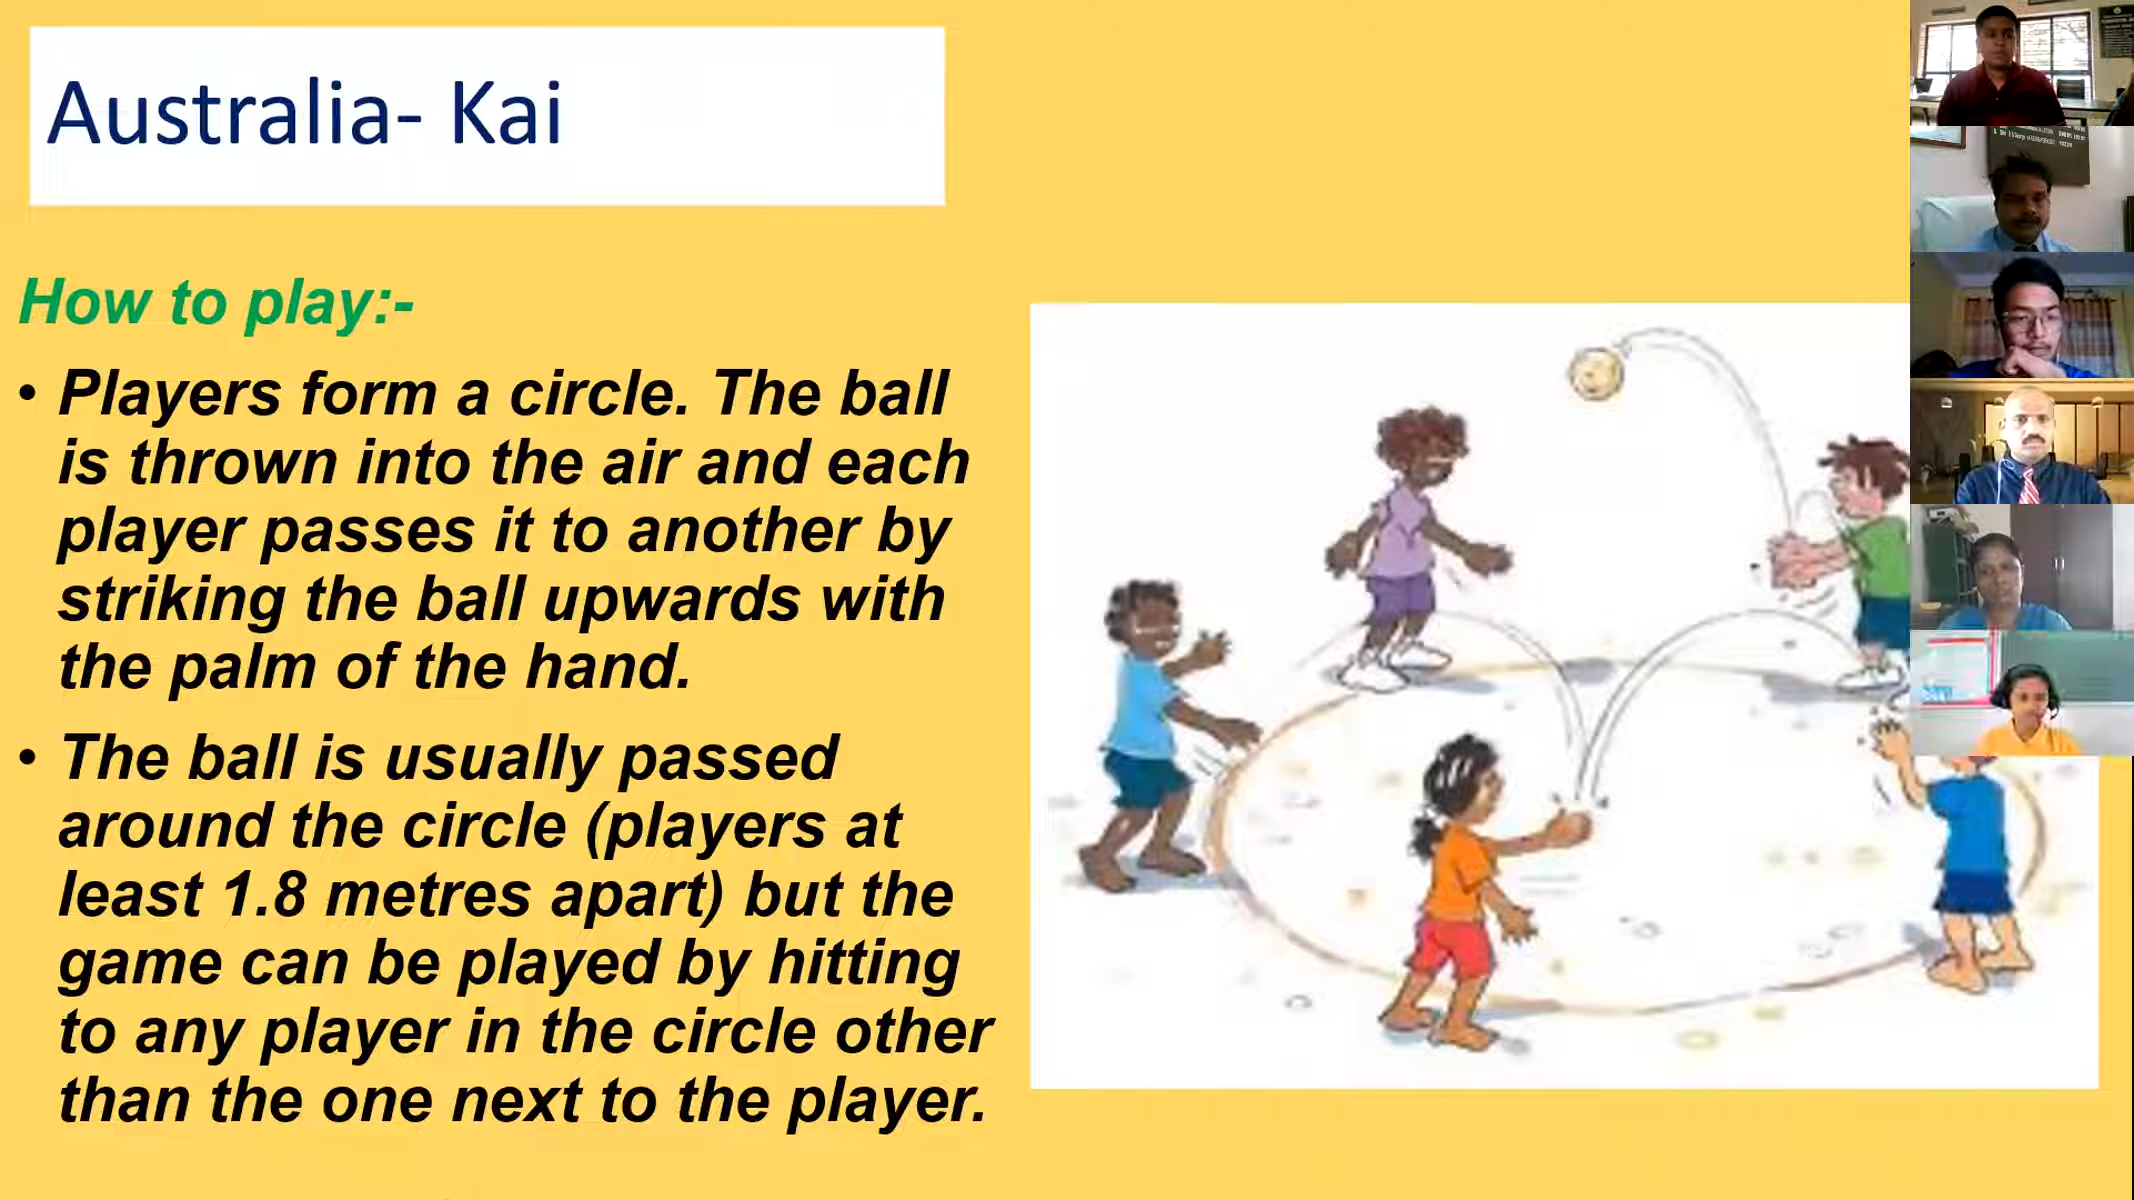 Australia- Kai
How to play:-
• Players form a circle. The ball
is thrown into the air and each
player passes it to another by
striking the ball upwards with
the palm of the hand.
• The ball is usually passed
around the circle (players at
least 1.8 metres apart) but the
game can be played by hitting
to any player in the circle other
than the one next to the player.